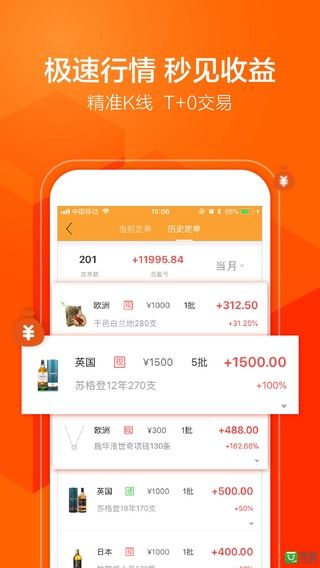 极速行情 秒见收益
精准K线 T+0交易
中国移动 15:06 66%
当前定单 历史定单
201 +11995.84 当月
定单数 总盈亏
欧洲 现 ¥1000 1批 +312.50
干邑白兰地280支 +31.25%
英国 现 ¥1500 5批 +1500.00
苏格登12年270支 +100%
欧洲 现 ¥300 1批 +488.00
施华洛世奇项链130条 +162.66%
英国 ¥1000 1批 +500.00
苏格登18年170支 +50%
日本 现 ¥1000 1批 +400.00